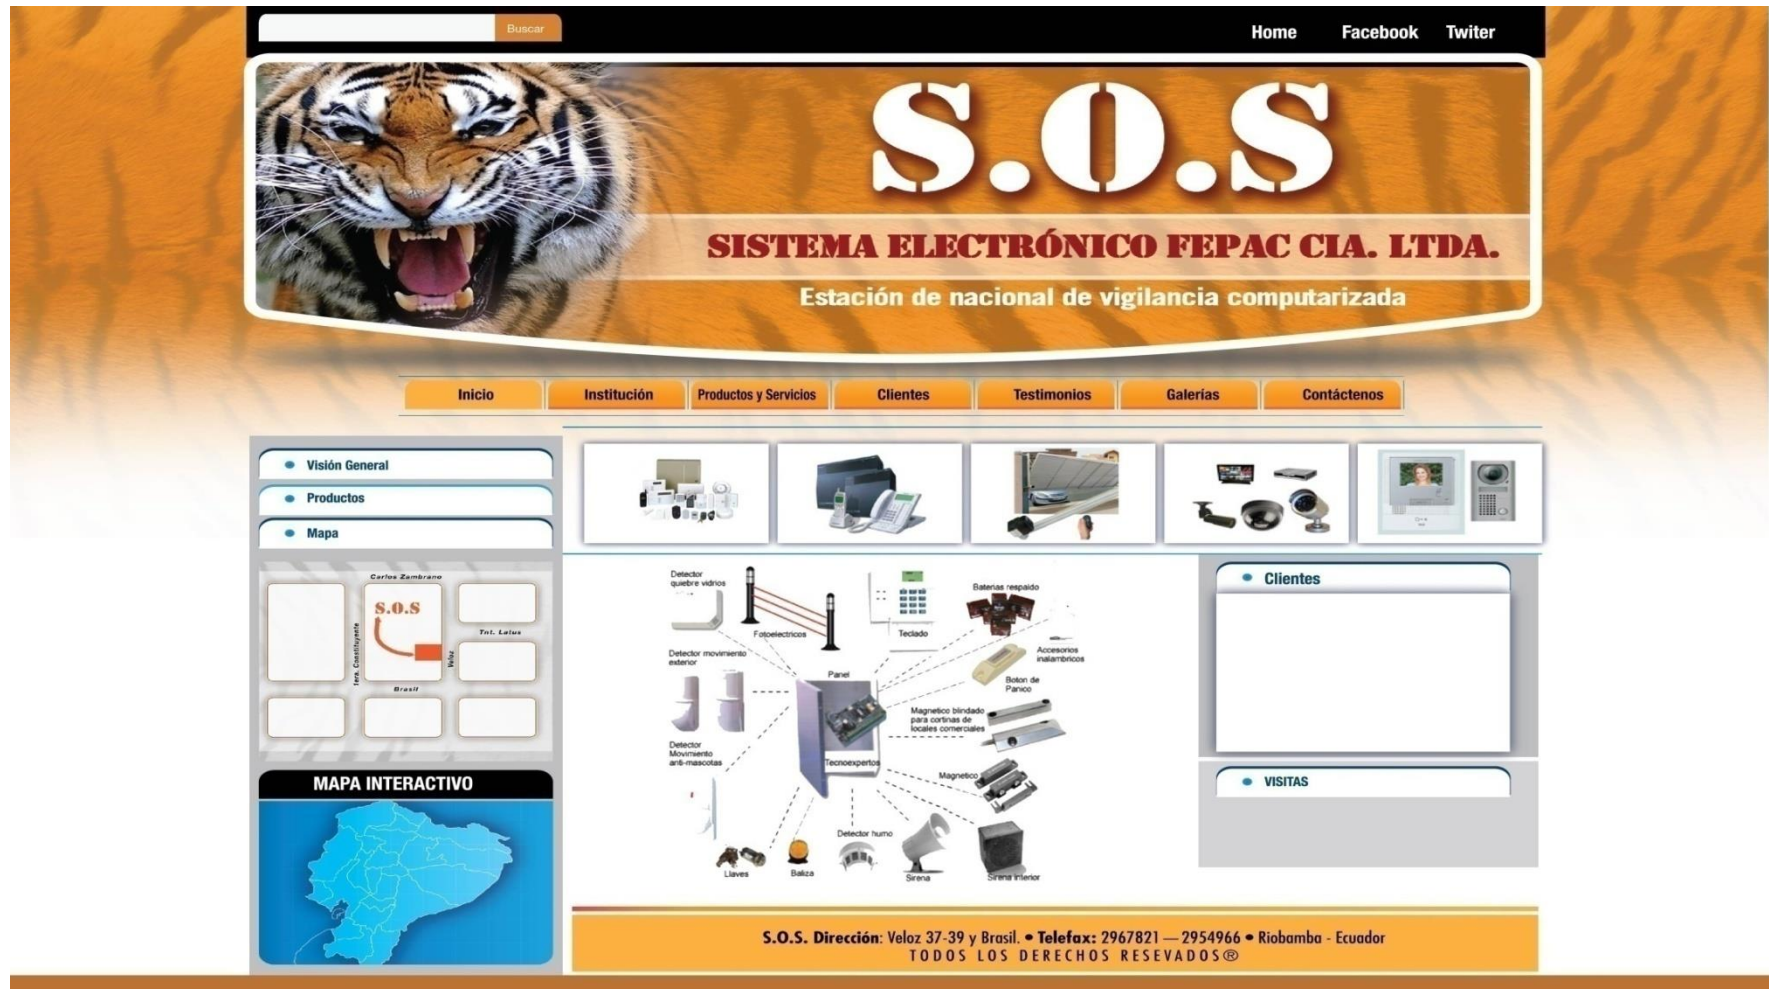 Buscar
Home Facebook Twiter
S.O.S
SISTEMA ELECTRÓNICO FEPAC CIA. LTDA.
Estación de nacional de vigilancia computarizada
Inicio Institución Productos y Servicios Clientes Testimonios Galerías Contáctenos
Visión General
Productos
Mapa
Carlos Zambrano
S.O.S
1era. Constituyente
Veloz
Tnt. Latus
Brasil
MAPA INTERACTIVO
Detector
quiebre vidrios
Fotoelectricos
Teclado
Baterias respaldo
Accesorios
inalambricos
Detector movimiento
exterior
Panel
Boton de
Panico
Magnetico blindado
para cortinas de
locales comerciales
Detector
Movimiento
anti-mascotas
Tecnoexpertos
Magnetico
Detector humo
Llaves
Baliza
Sirena
Sirena interior
Clientes
VISITAS
S.O.S. Dirección: Veloz 37-39 y Brasil. • Telefax: 2967821 — 2954966 • Riobamba - Ecuador
TODOS LOS DERECHOS RESEVADOS®